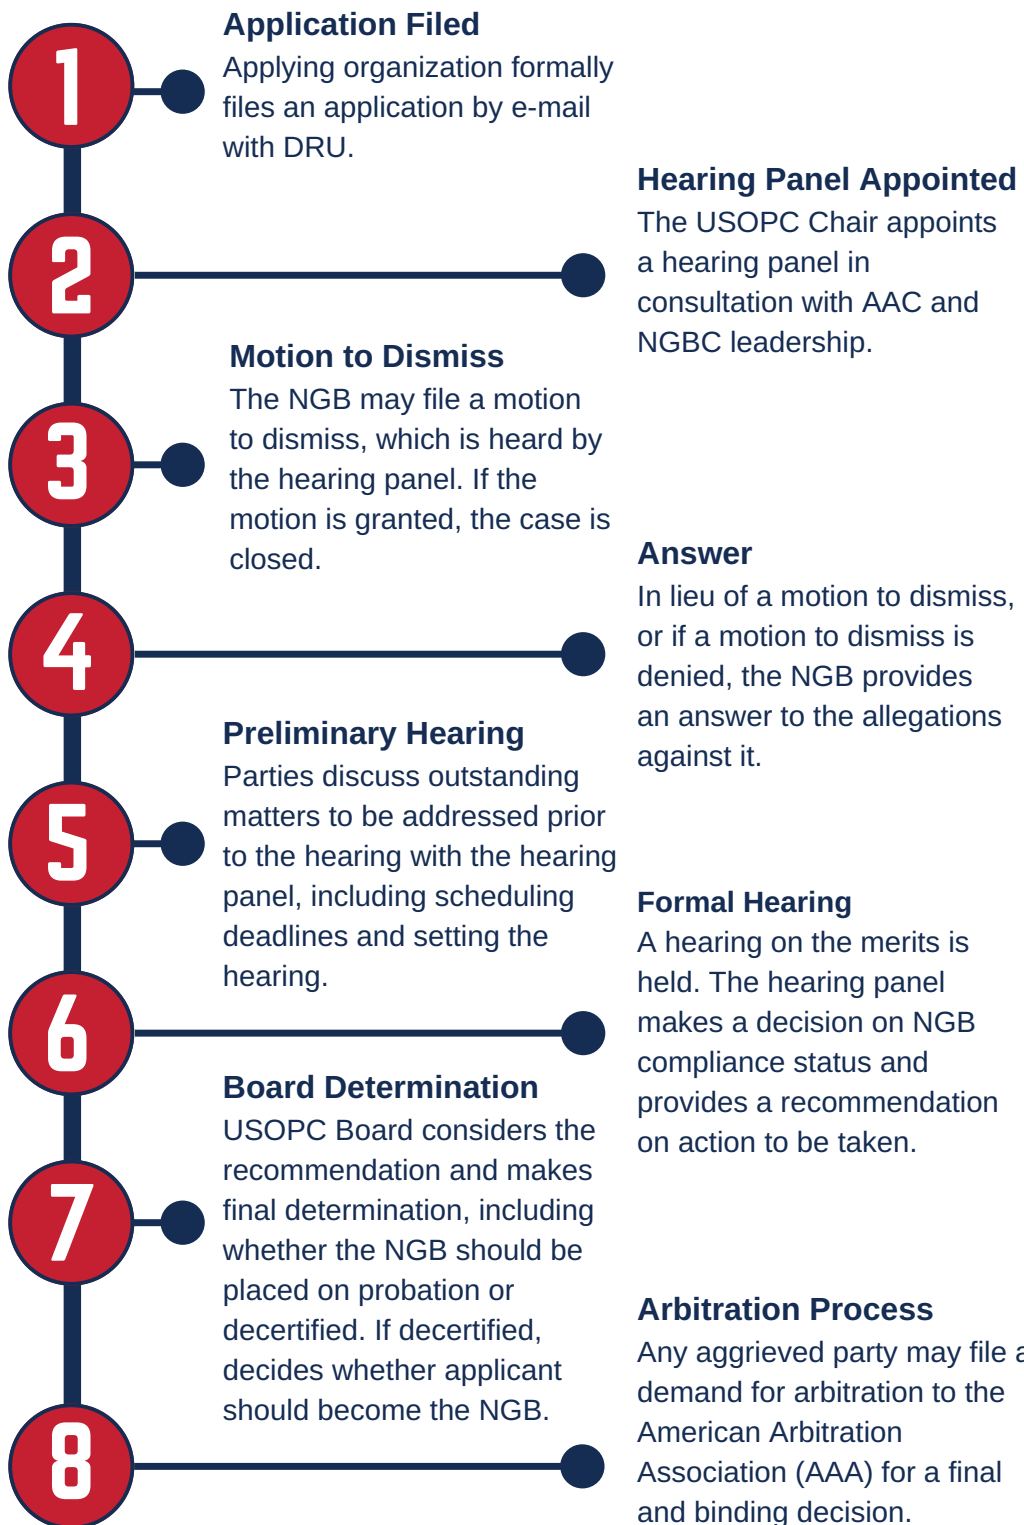 1
Application Filed
Applying organization formally
files an application by e-mail
with DRU.
2
Hearing Panel Appointed
The USOPC Chair appoints
a hearing panel in
consultation with AAC and
NGBC leadership.
3
Motion to Dismiss
The NGB may file a motion
to dismiss, which is heard by
the hearing panel. If the
motion is granted, the case is
closed.
4
Answer
In lieu of a motion to dismiss,
or if a motion to dismiss is
denied, the NGB provides
an answer to the allegations
against it.
5
Preliminary Hearing
Parties discuss outstanding
matters to be addressed prior
to the hearing with the hearing
panel, including scheduling
deadlines and setting the
hearing.
6
Formal Hearing
A hearing on the merits is
held. The hearing panel
makes a decision on NGB
compliance status and
provides a recommendation
on action to be taken.
7
Board Determination
USOPC Board considers the
recommendation and makes
final determination, including
whether the NGB should be
placed on probation or
decertified. If decertified,
decides whether applicant
should become the NGB.
8
Arbitration Process
Any aggrieved party may file a
demand for arbitration to the
American Arbitration
Association (AAA) for a final
and binding decision.